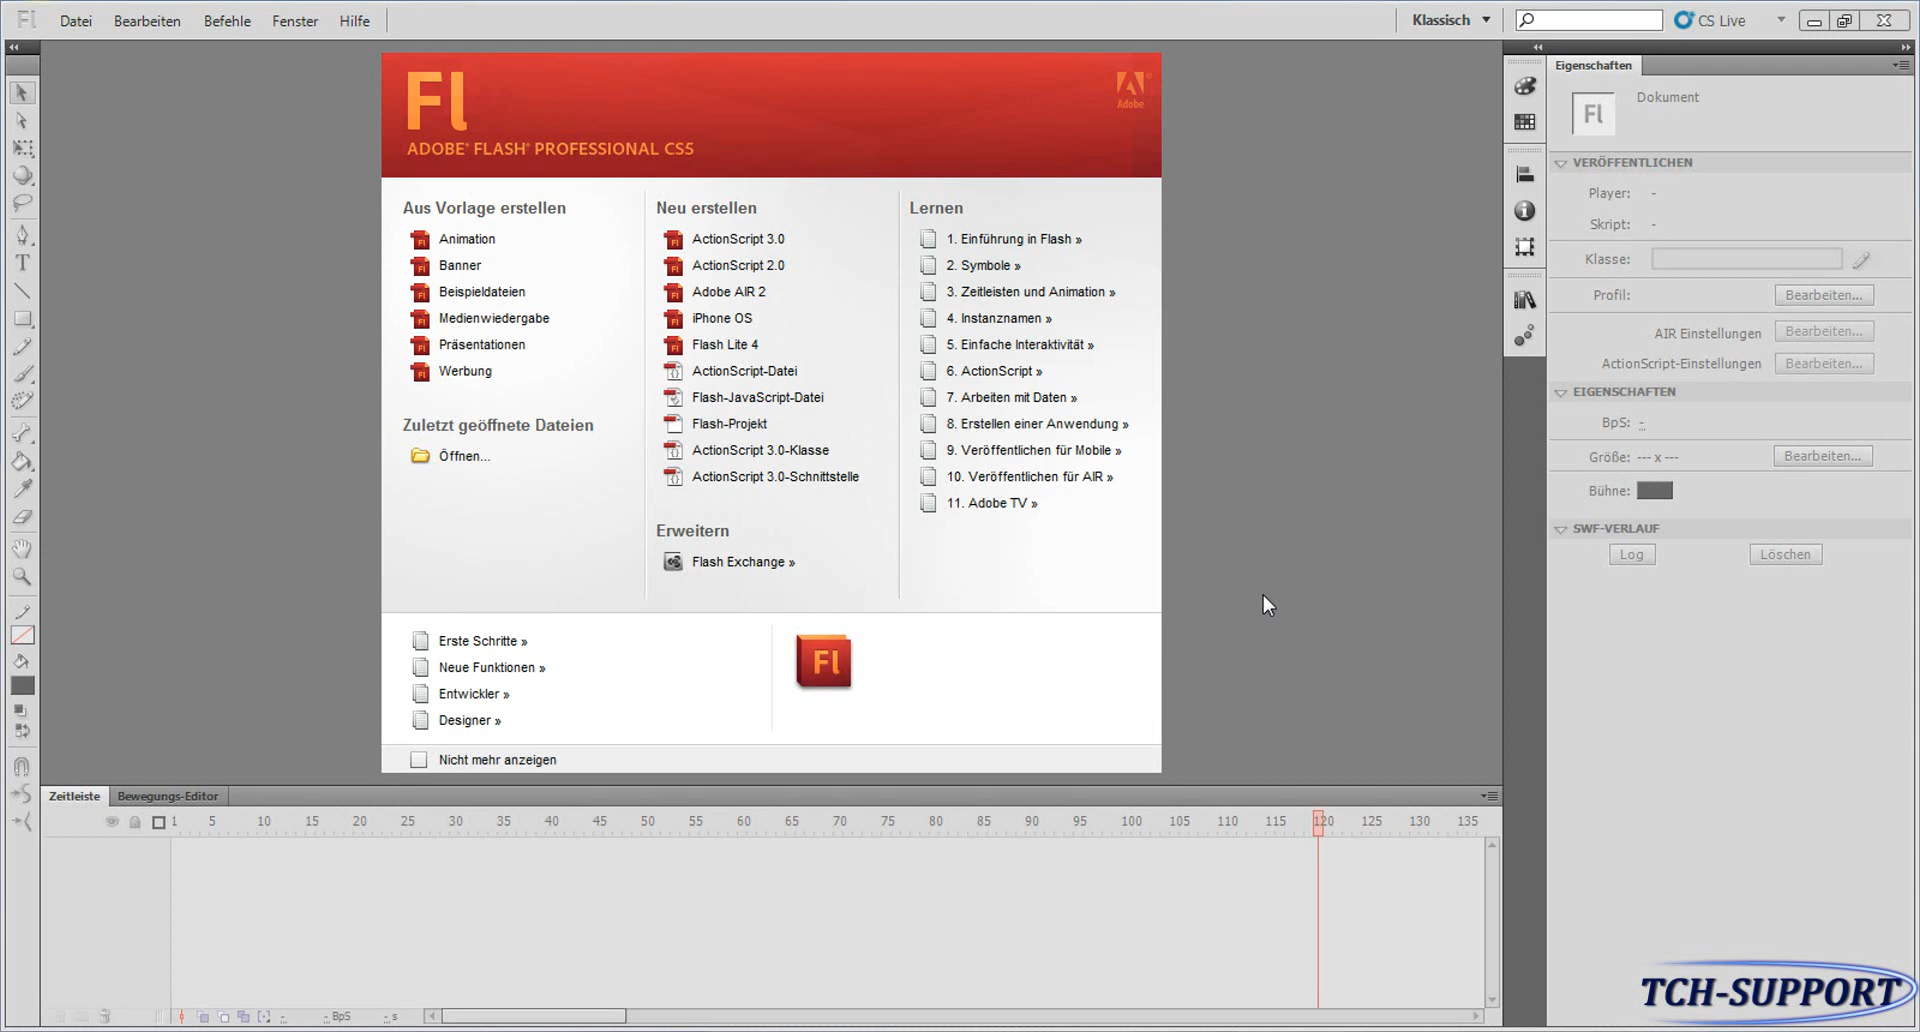 Fl Datei Bearbeiten Befehle Fenster Hilfe Klassisch CS Live
Fl
Adobe
ADOBE® FLASH® PROFESSIONAL CS5
Aus Vorlage erstellen
Animation
Banner
Beispieldateien
Medienwiedergabe
Präsentationen
Werbung
Zuletzt geöffnete Dateien
Öffnen...
Neu erstellen
ActionScript 3.0
ActionScript 2.0
Adobe AIR 2
iPhone OS
Flash Lite 4
ActionScript-Datei
Flash-JavaScript-Datei
Flash-Projekt
ActionScript 3.0-Klasse
ActionScript 3.0-Schnittstelle
Erweitern
Flash Exchange »
Lernen
1. Einführung in Flash »
2. Symbole »
3. Zeitleisten und Animation »
4. Instanznamen »
5. Einfache Interaktivität »
6. ActionScript »
7. Arbeiten mit Daten »
8. Erstellen einer Anwendung »
9. Veröffentlichen für Mobile »
10. Veröffentlichen für AIR »
11. Adobe TV »
Erste Schritte »
Neue Funktionen »
Entwickler »
Designer »
Fl
Nicht mehr anzeigen
Eigenschaften
Fl Dokument
VERÖFFENTLICHEN
Player: -
Skript: -
Klasse:
Profil: Bearbeiten...
AIR Einstellungen Bearbeiten...
ActionScript-Einstellungen Bearbeiten...
EIGENSCHAFTEN
BpS: -
Größe: --- x --- Bearbeiten...
Bühne:
SWF-VERLAUF
Log Löschen
Zeitleiste Bewegungs-Editor
1 5 10 15 20 25 30 35 40 45 50 55 60 65 70 75 80 85 90 95 100 105 110 115 120 125 130 135
- - BpS - s
TCH-SUPPORT